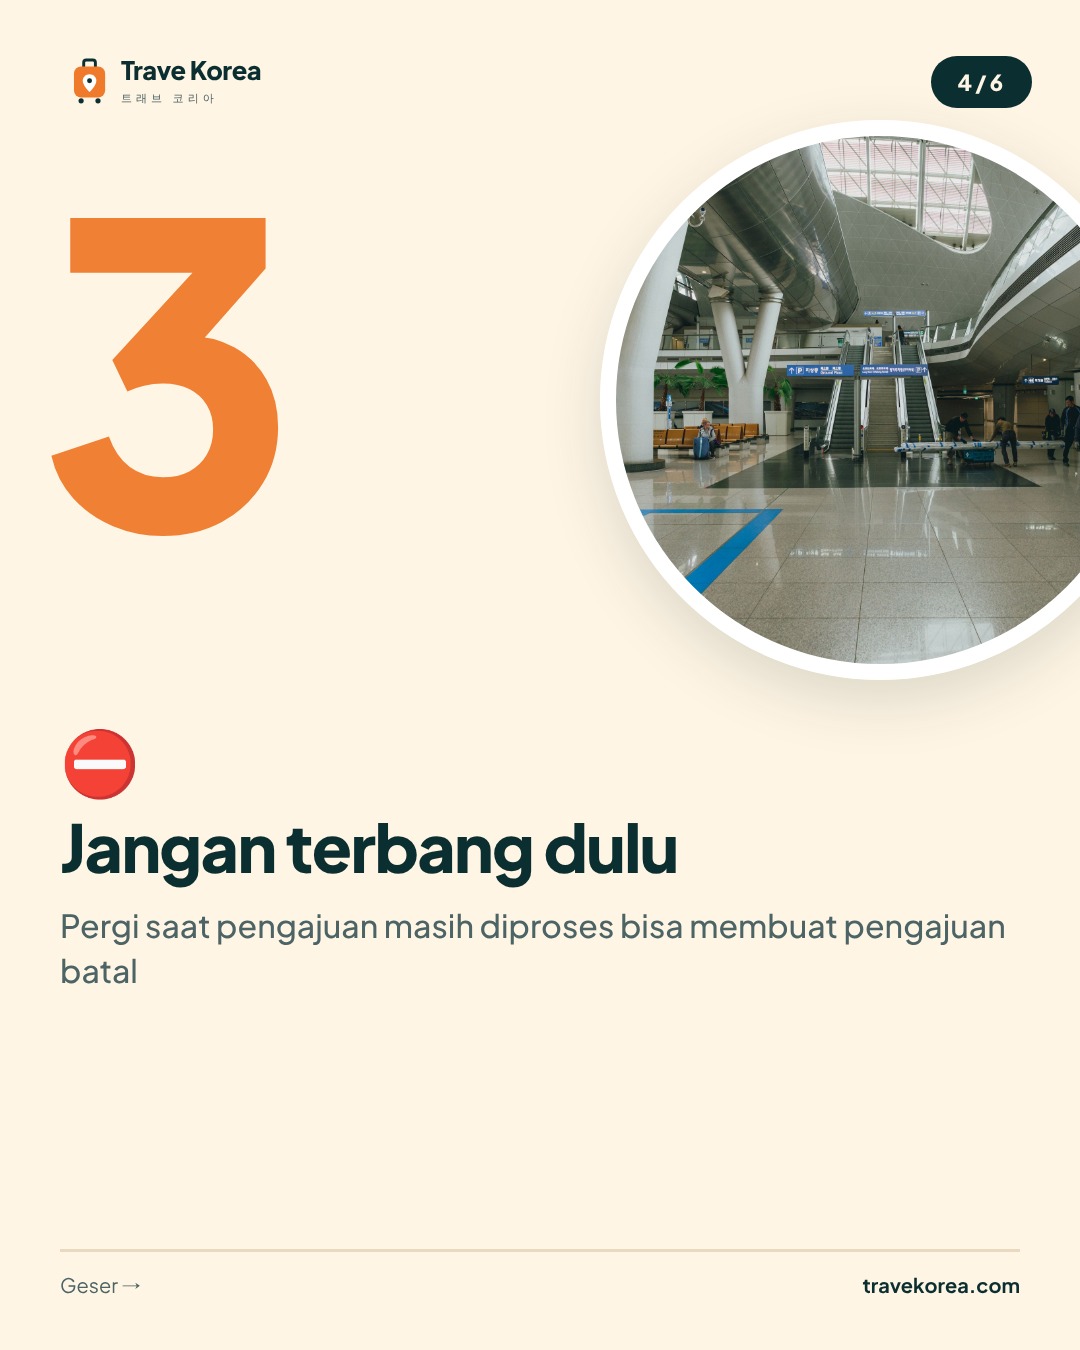 Trave Korea
트래브 코리아
4/6
3
Jangan terbang dulu
Pergi saat pengajuan masih diproses bisa membuat pengajuan
batal
Geser →
travekorea.com